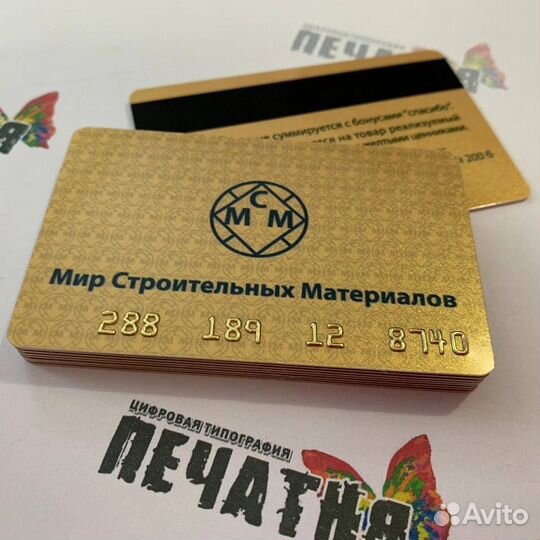 ЦИФРОВАЯ ТИПОГРАФИЯ
ПЕЧАТНЯ
суммируется с бонусами "спасибо".
на товар реализуемый
желтыми ценниками.
200 б
С
М М
Мир Строительных Материалов
288 189 12 8740
ЦИФРОВАЯ ТИПОГРАФИЯ
ПЕЧАТНЯ
Avito